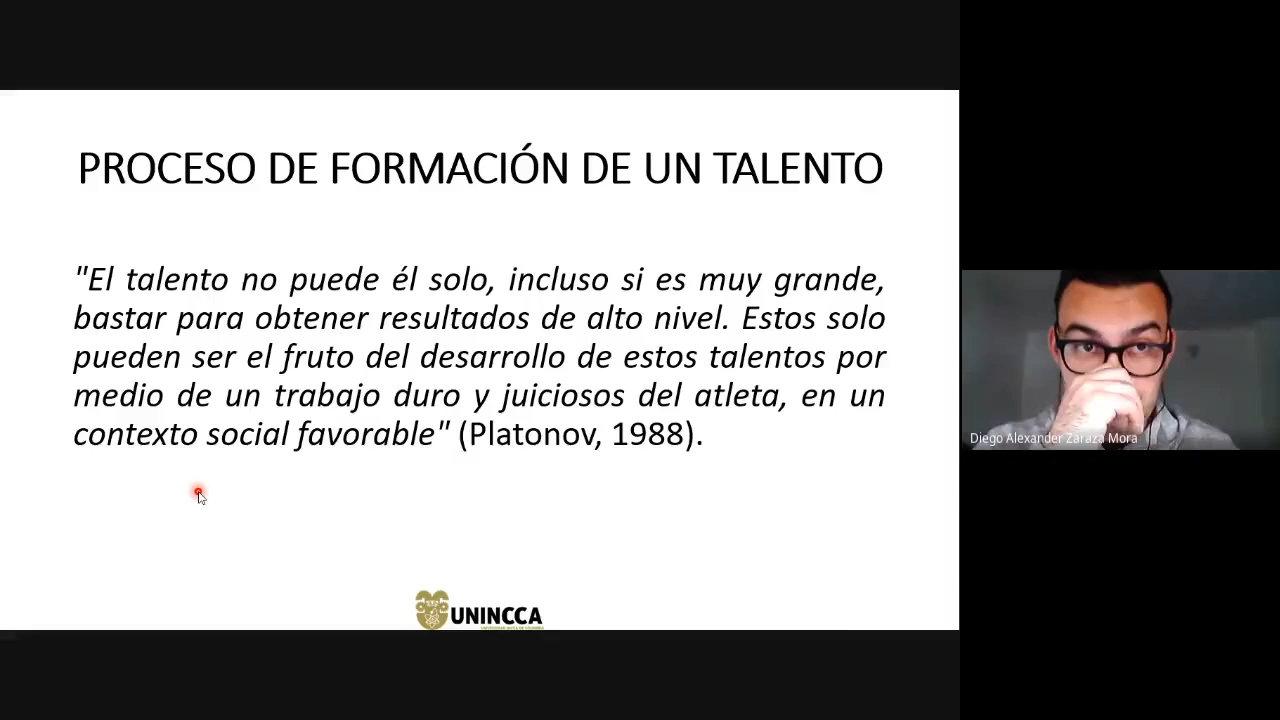 PROCESO DE FORMACIÓN DE UN TALENTO
"El talento no puede él solo, incluso si es muy grande,
bastar para obtener resultados de alto nivel. Estos solo
pueden ser el fruto del desarrollo de estos talentos por
medio de un trabajo duro y juiciosos del atleta, en un
contexto social favorable" (Platonov, 1988).
Diego Alexander Zaraza Mora
UNINCCA